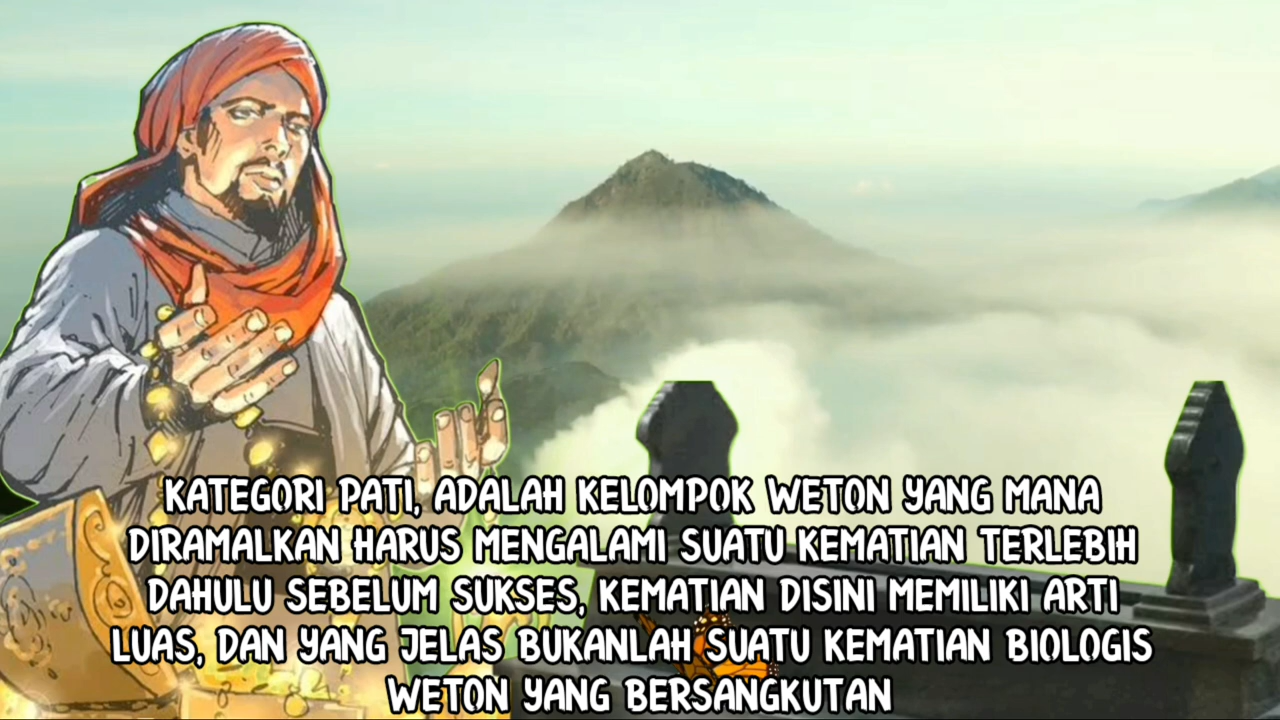 KATEGORI PATI, ADALAH KELOMPOK WETON YANG MANA
DIRAMALKAN HARUS MENGALAMI SUATU KEMATIAN TERLEBIH
DAHULU SEBELUM SUKSES, KEMATIAN DISINI MEMILIKI ARTI
LUAS, DAN YANG JELAS BUKANLAH SUATU KEMATIAN BIOLOGIS
WETON YANG BERSANGKUTAN